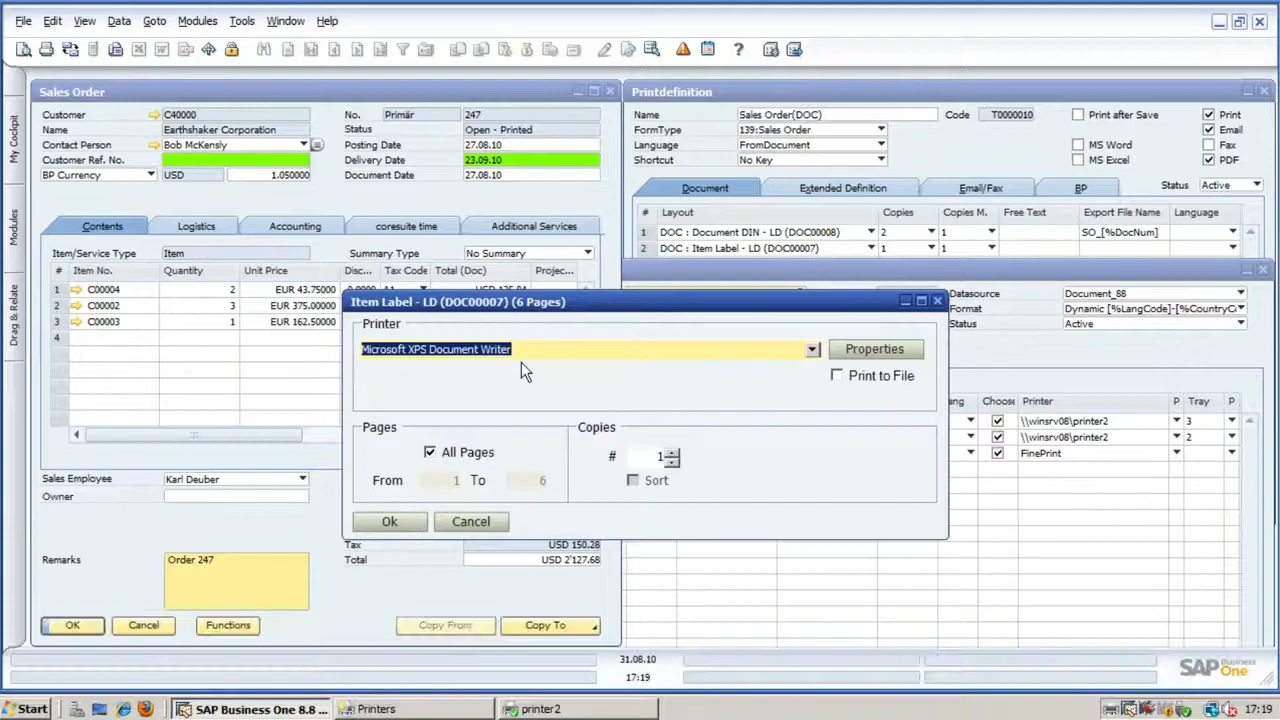 File Edit View Data Goto Modules Tools Window Help
My Cockpit
Modules
Drag & Relate
Sales Order
Customer C40000 No. Primär 247
Name Earthshaker Corporation Status Open - Printed
Contact Person Bob McKensly Posting Date 27.08.10
Customer Ref. No. Delivery Date 23.09.10
BP Currency USD 1.050000 Document Date 27.08.10
Contents Logistics Accounting coresuite time Additional Services
Item/Service Type Item Summary Type No Summary
# Item No. Quantity Unit Price Disc... Tax Code Total (Doc) Projec...
1 C00004 2 EUR 43.75000
2 C00002 3 EUR 375.00000
3 C00003 1 EUR 162.50000
4
Sales Employee Karl Deuber
Owner
Tax USD 150.28
Remarks Order 247 Total USD 2'127.68
OK Cancel Functions Copy From Copy To
Printdefinition
Name Sales Order(DOC) Code T0000010 Print after Save Print
FormType 139:Sales Order Email
Language FromDocument MS Word Fax
Shortcut No Key MS Excel PDF
Document Extended Definition Email/Fax BP Status Active
# Layout Copies Copies M. Free Text Export File Name Language
1 DOC : Document DIN - LD (DOC00008) 2 1 SO_[%DocNum]
2 DOC : Item Label - LD (DOC00007) 1 1
Datasource Document_88
Format Dynamic [%LangCode]-[%CountryC
Status Active
ang Choos Printer P Tray P
\\winsrv08\printer2 3
\\winsrv08\printer2 2
FinePrint
Item Label - LD (DOC00007) (6 Pages)
Printer
Microsoft XPS Document Writer Properties
Print to File
Pages Copies
All Pages # 1
From 1 To 6 Sort
Ok Cancel
31.08.10
17:19
SAP Business One
Start SAP Business One 8.8 ... Printers printer2 17:19